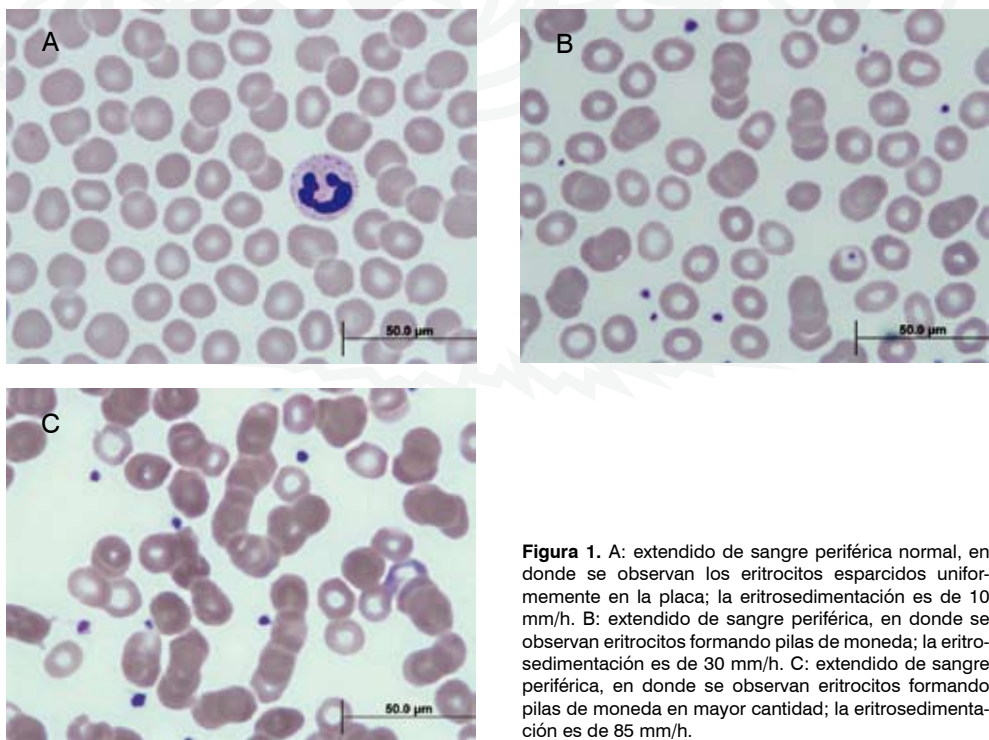 A
50.0 µm
B
50.0 µm
C
50.0 µm
Figura 1. A: extendido de sangre periférica normal, en
donde se observan los eritrocitos esparcidos unifor-
memente en la placa; la eritrosedimentación es de 10
mm/h. B: extendido de sangre periférica, en donde se
observan eritrocitos formando pilas de moneda; la eritro-
sedimentación es de 30 mm/h. C: extendido de sangre
periférica, en donde se observan eritrocitos formando
pilas de moneda en mayor cantidad; la eritrosedimenta-
ción es de 85 mm/h.